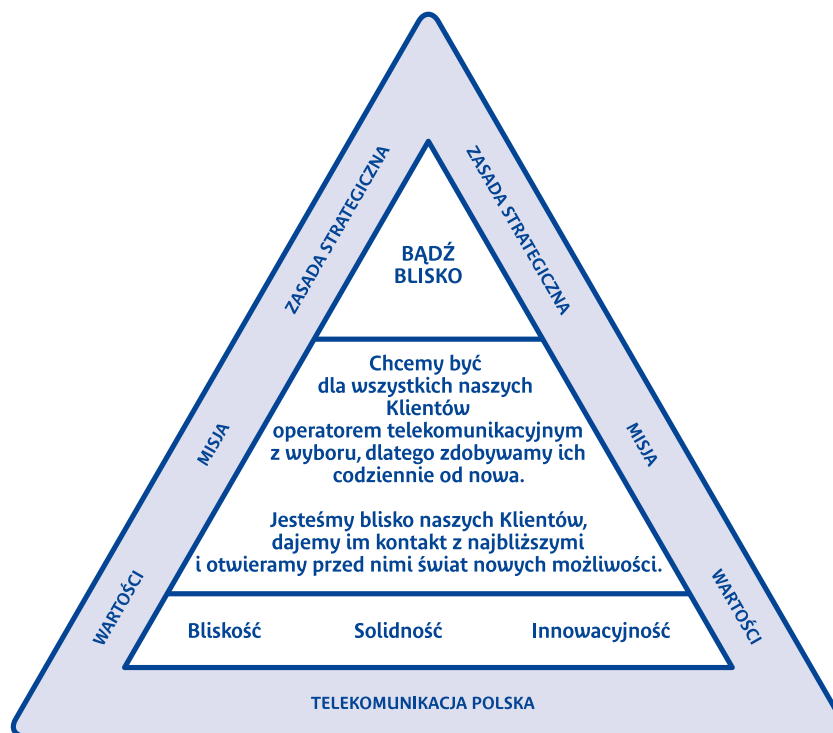 ZASADA STRATEGICZNA
ZASADA STRATEGICZNA
BĄDŹ
BLISKO
Chcemy być
dla wszystkich naszych
Klientów
operatorem telekomunikacyjnym
z wyboru, dlatego zdobywamy ich
codziennie od nowa.
MISJA
MISJA
Jesteśmy blisko naszych Klientów,
dajemy im kontakt z najbliższymi
i otwieramy przed nimi świat nowych możliwości.
WARTOŚCI
WARTOŚCI
Bliskość Solidność Innowacyjność
TELEKOMUNIKACJA POLSKA